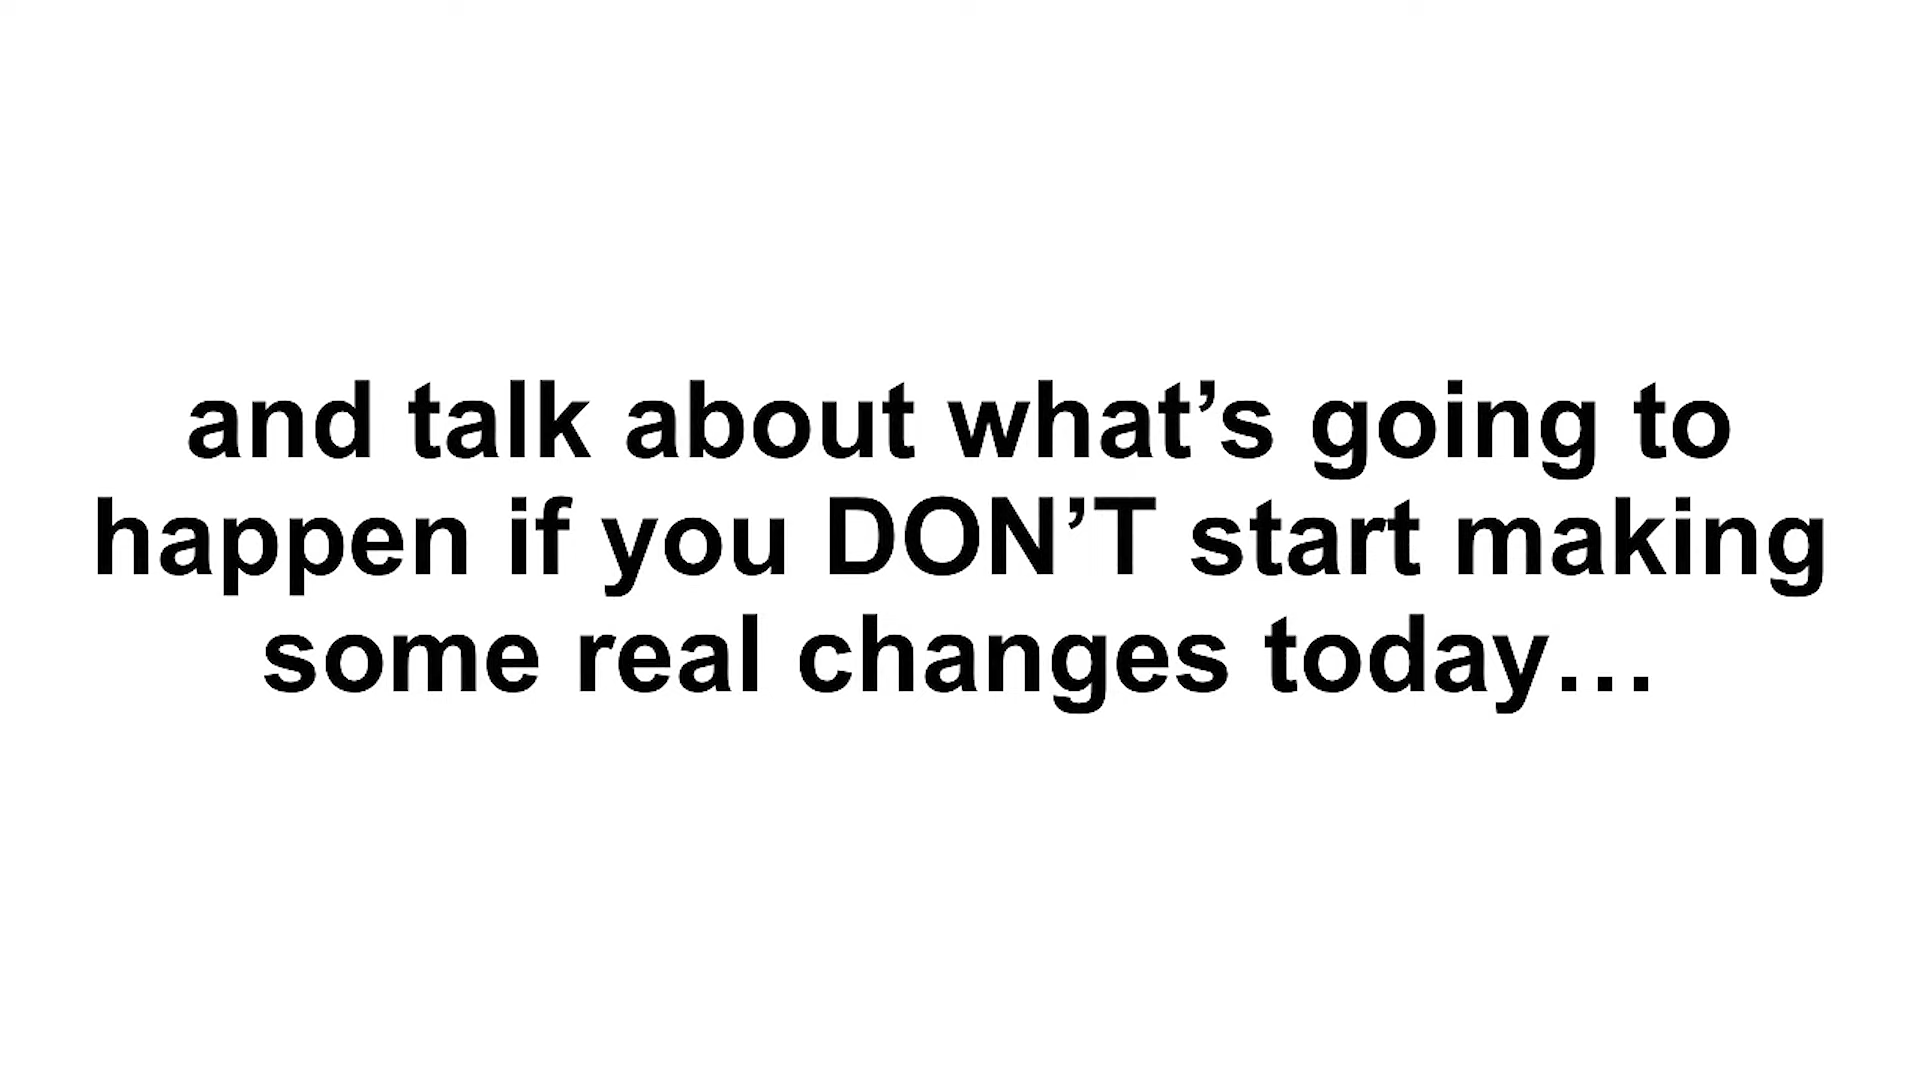 and talk about what’s going to
happen if you DON’T start making
some real changes today…